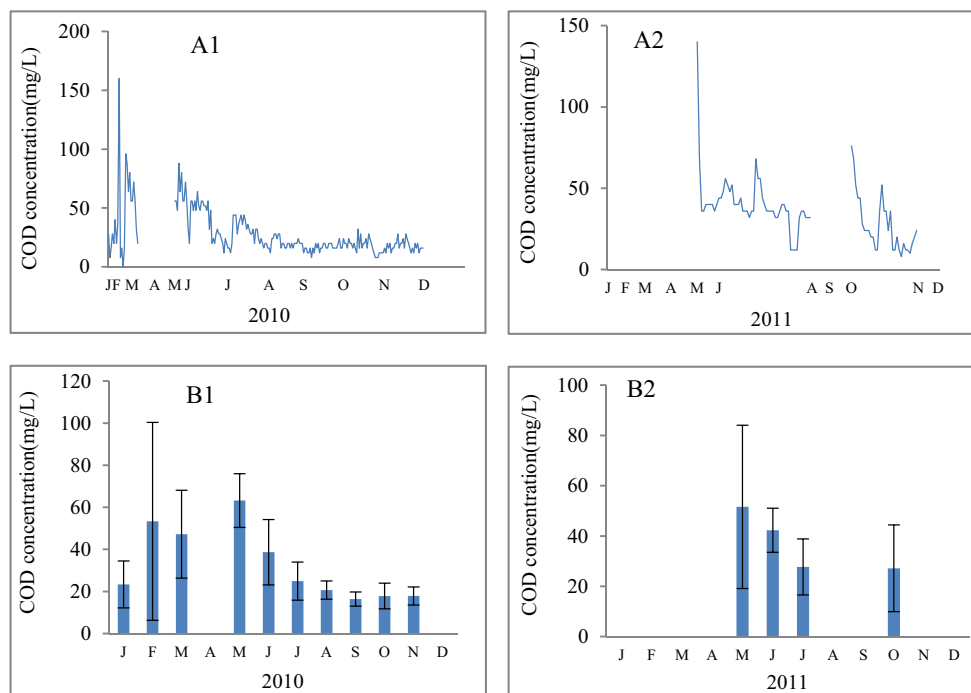 A1
COD concentration(mg/L)
200
150
100
50
0
J F M A M J J A S O N D
2010
A2
COD concentration(mg/L)
150
100
50
0
J F M A M J A S O N D
2011
B1
COD concentration(mg/L)
120
100
80
60
40
20
0
J F M A M J J A S O N D
2010
B2
COD concentration(mg/L)
100
80
60
40
20
0
J F M A M J J A S O N D
2011